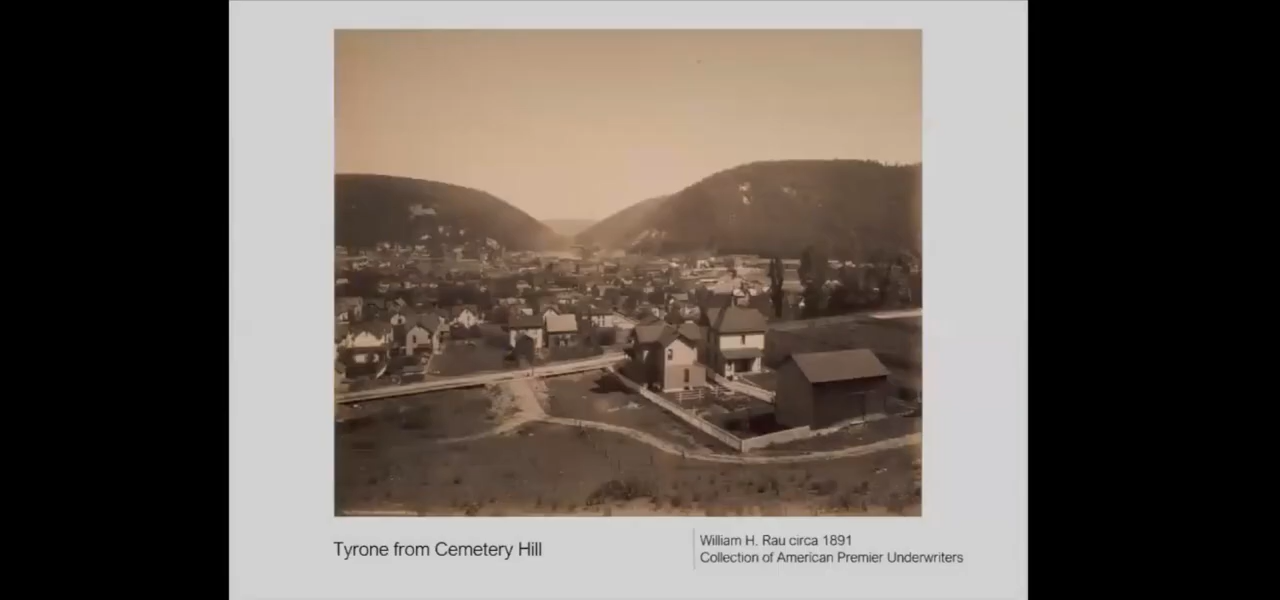 Tyrone from Cemetery Hill
William H. Rau circa 1891
Collection of American Premier Underwriters